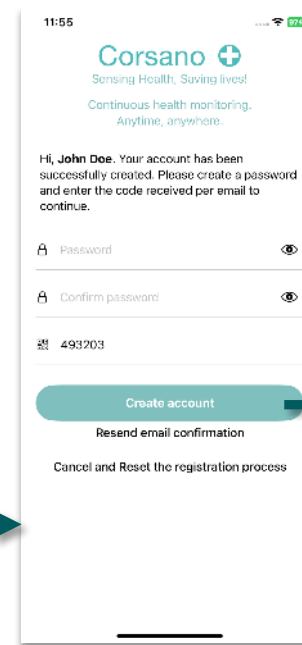 11:55
97
Corsano
Sensing Health, Saving lives!
Continuous health monitoring.
Anytime, anywhere.
Hi, John Doe. Your account has been
successfully created. Please create a password
and enter the code received per email to
continue.
Password
Confirm password
493203
Create account
Resend email confirmation
Cancel and Reset the registration process